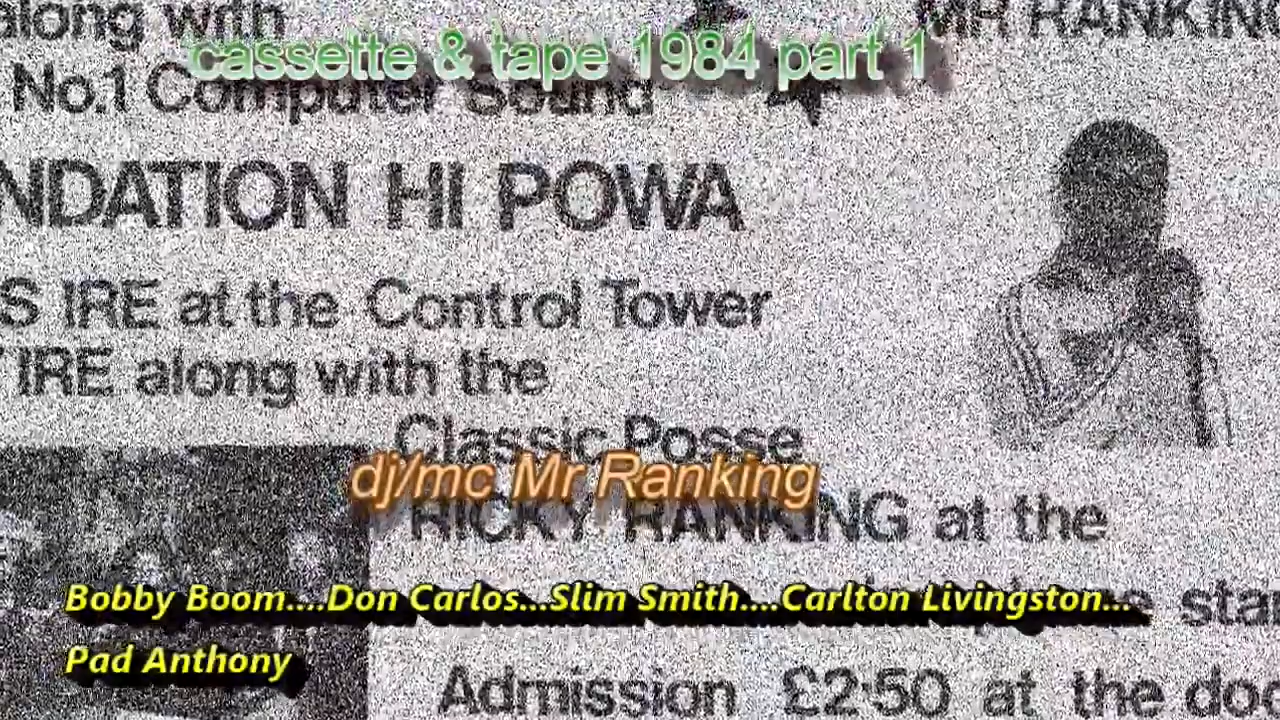 along with
MR RANKING
cassette & tape 1984 part 1
No.1 Computer Sound
NDATION HI POWA
S IRE at the Control Tower
IRE along with the
Classic Posse
dj/mc Mr Ranking
RICKY RANKING at the
Bobby Boom....Don Carlos...Slim Smith....Carlton Livingston...
Pad Anthony
Admission £2·50 at the doo